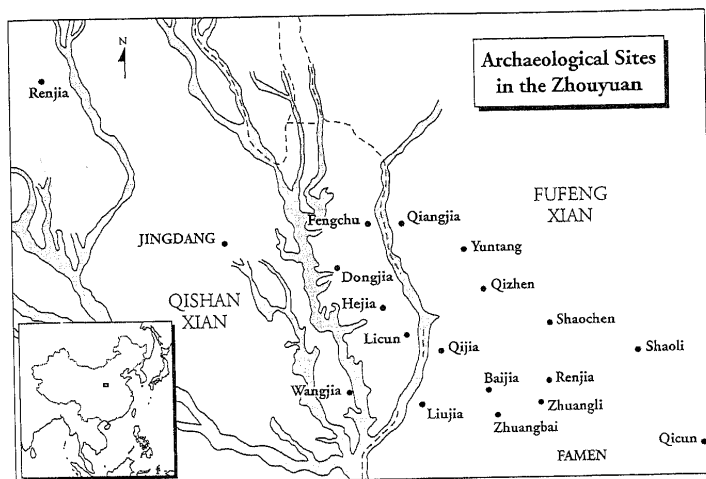 Archaeological Sites
in the Zhouyuan
N
Renjia
FUFENG
XIAN
Fengchu
Qiangjia
JINGDANG
Yuntang
Dongjia
Qizhen
QISHAN
XIAN
Hejia
Shaochen
Licun
Qijia
Shaoli
Wangjia
Baijia
Renjia
Liujia
Zhuangli
Zhuangbai
Qicun
FAMEN